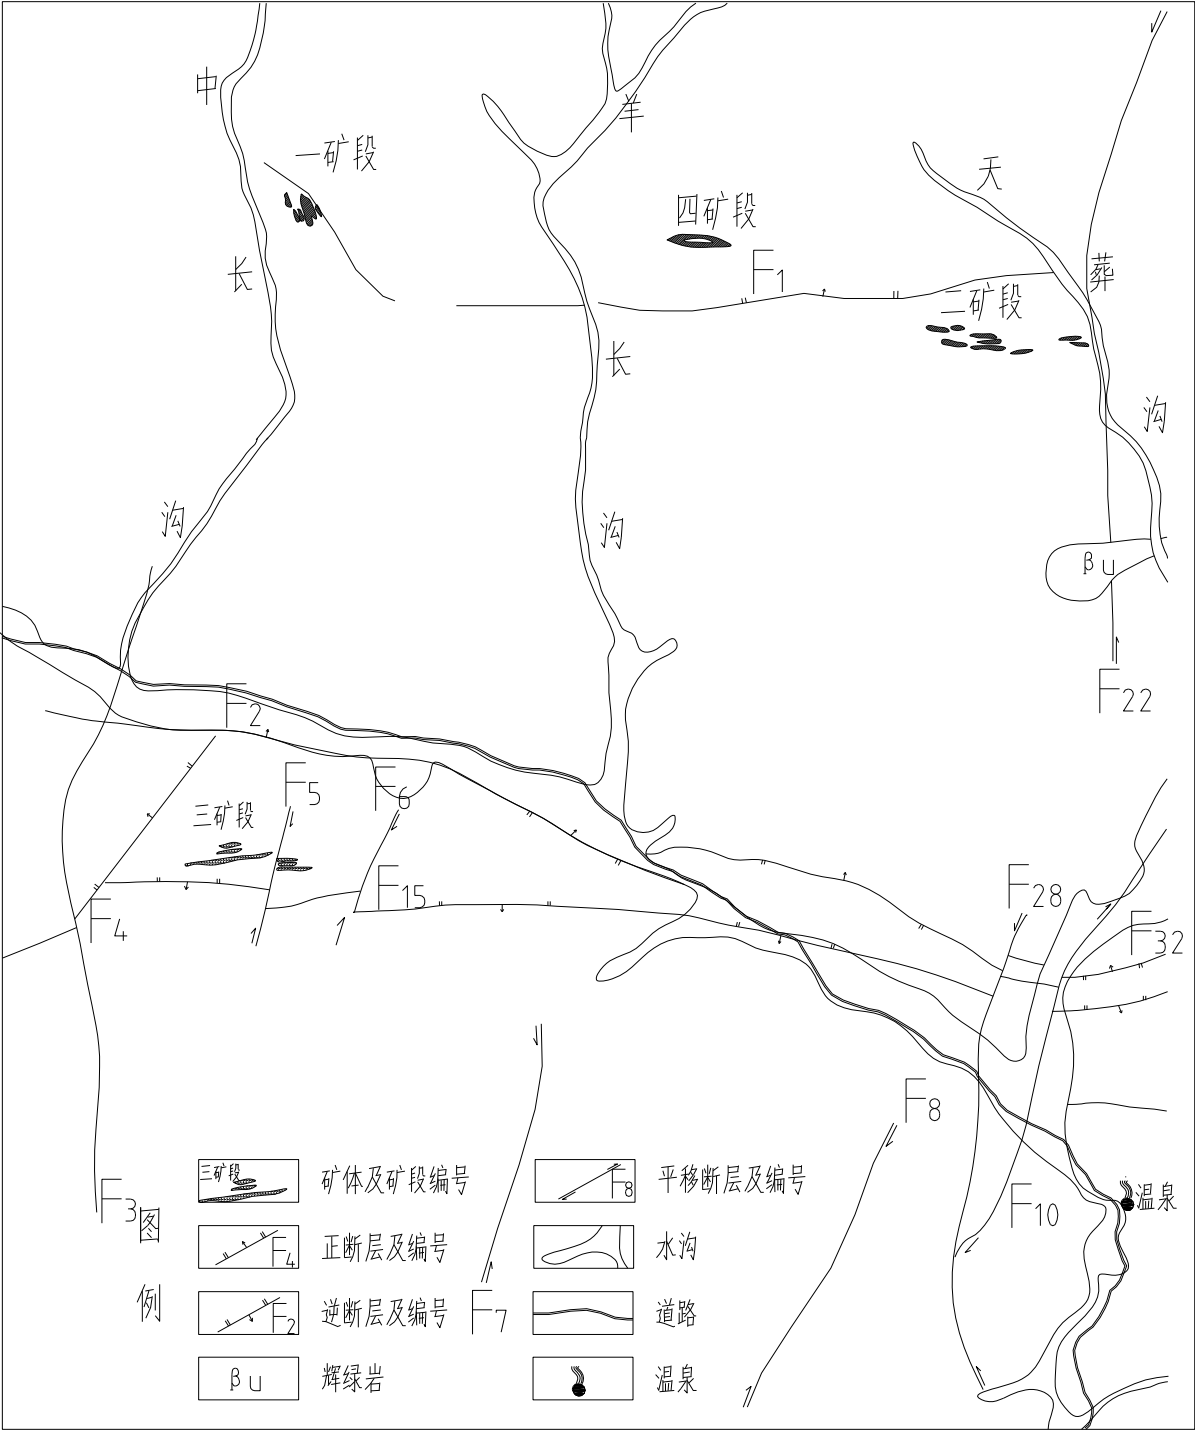 中
长
沟
羊
长
沟
天
葬
沟
一矿段
四矿段
F1
二矿段
βu
F22
F2
F5
F6
三矿段
F4
F15
F28
F32
F3
F7
F8
F10
温泉
图
例
三矿段
矿体及矿段编号
F8
平移断层及编号
F4
正断层及编号
水沟
F2
逆断层及编号
道路
βu
辉绿岩
温泉